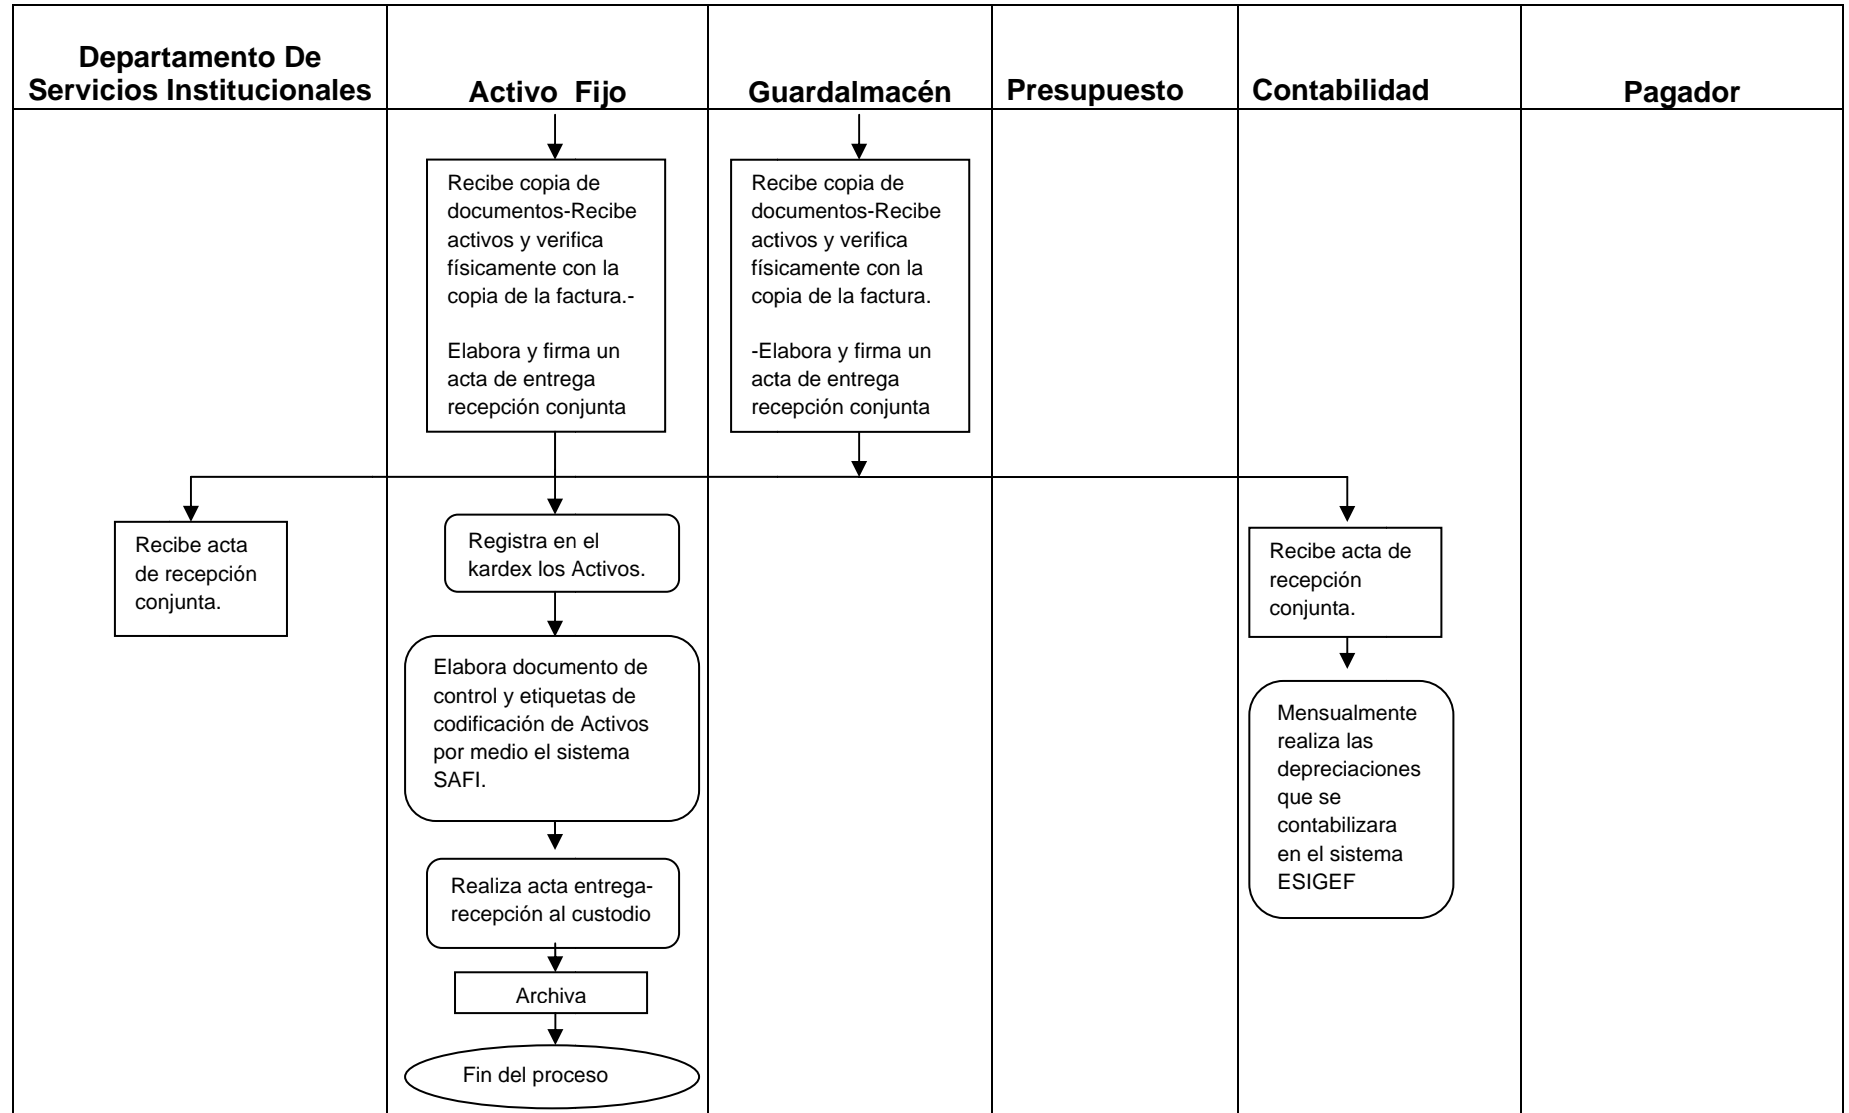 Departamento De
Servicios Institucionales
Activo Fijo
Guardalmacén
Presupuesto
Contabilidad
Pagador
Recibe copia de
documentos-Recibe
activos y verifica
físicamente con la
copia de la factura.-
Elabora y firma un
acta de entrega
recepción conjunta
Recibe copia de
documentos-Recibe
activos y verifica
físicamente con la
copia de la factura.
-Elabora y firma un
acta de entrega
recepción conjunta
Recibe acta
de recepción
conjunta.
Registra en el
kardex los Activos.
Elabora documento de
control y etiquetas de
codificación de Activos
por medio el sistema
SAFI.
Realiza acta entrega-
recepción al custodio
Archiva
Fin del proceso
Recibe acta de
recepción
conjunta.
Mensualmente
realiza las
depreciaciones
que se
contabilizara
en el sistema
ESIGEF